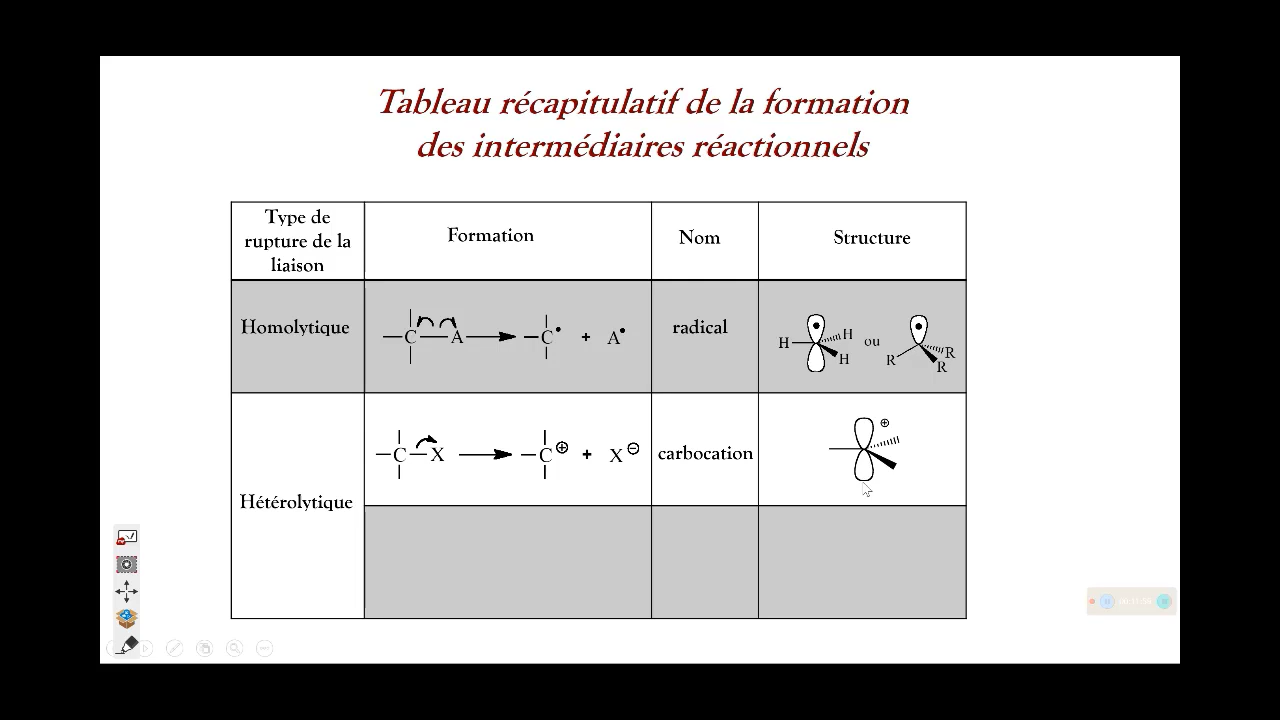 Tableau récapitulatif de la formation
des intermédiaires réactionnels
Type de
rupture de la
liaison
Formation
Nom
Structure
Homolytique
C A C• + A•
radical
H H H ou R R R
Hétérolytique
C X C⊕ + X⊖
carbocation
⊕